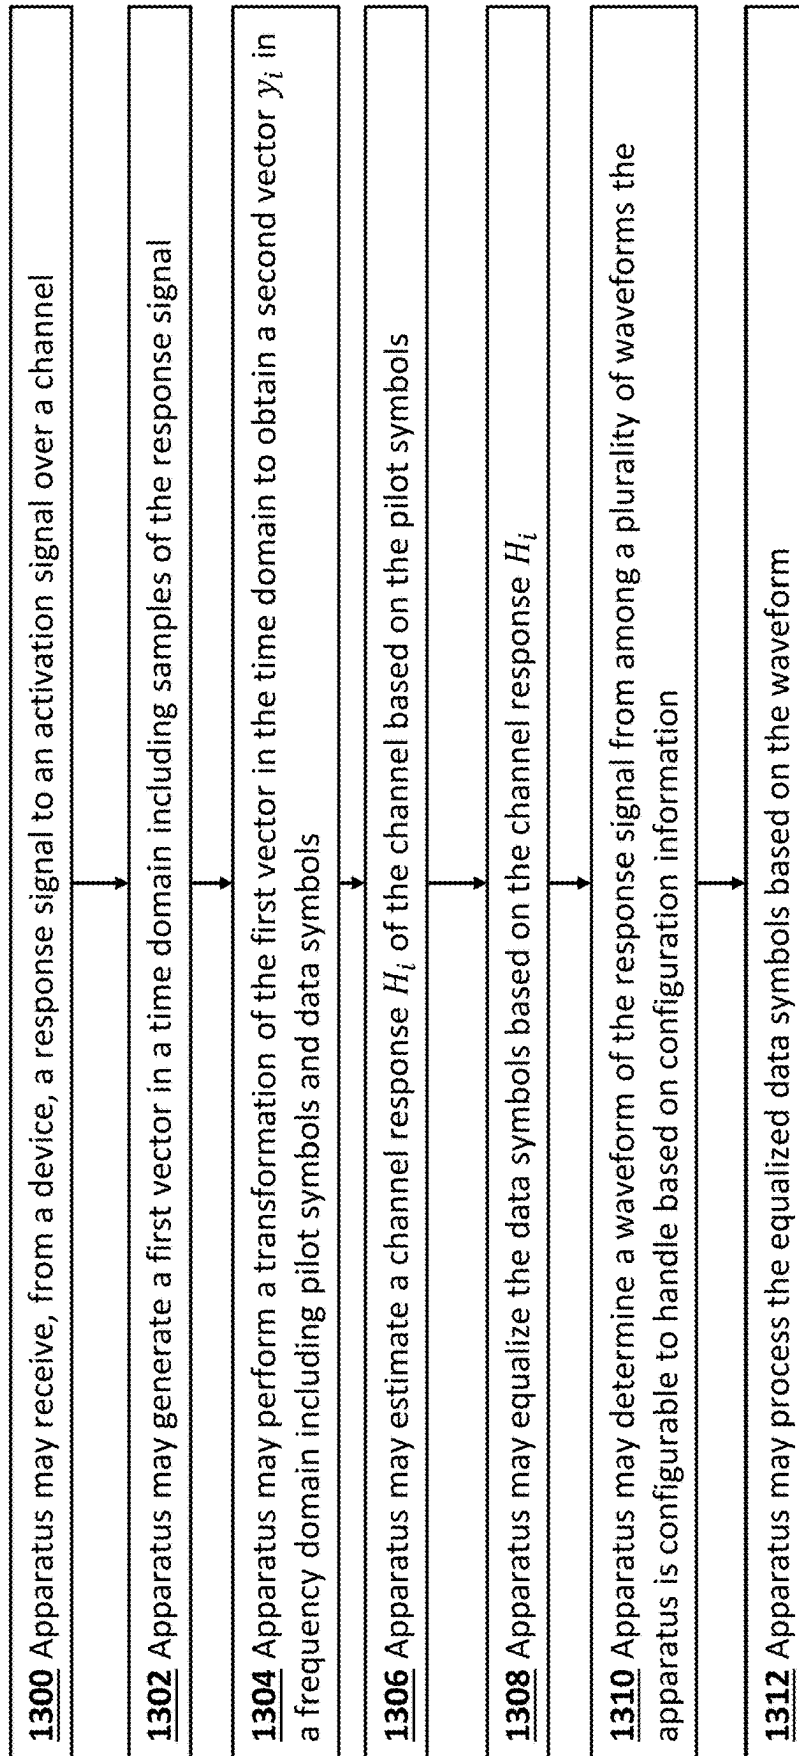 1300 Apparatus may receive, from a device, a response signal to an activation signal over a channel
1302 Apparatus may generate a first vector in a time domain including samples of the response signal
1304 Apparatus may perform a transformation of the first vector in the time domain to obtain a second vector yᵢ in
a frequency domain including pilot symbols and data symbols
1306 Apparatus may estimate a channel response Hᵢ of the channel based on the pilot symbols
1308 Apparatus may equalize the data symbols based on the channel response Hᵢ
1310 Apparatus may determine a waveform of the response signal from among a plurality of waveforms the
apparatus is configurable to handle based on configuration information
1312 Apparatus may process the equalized data symbols based on the waveform